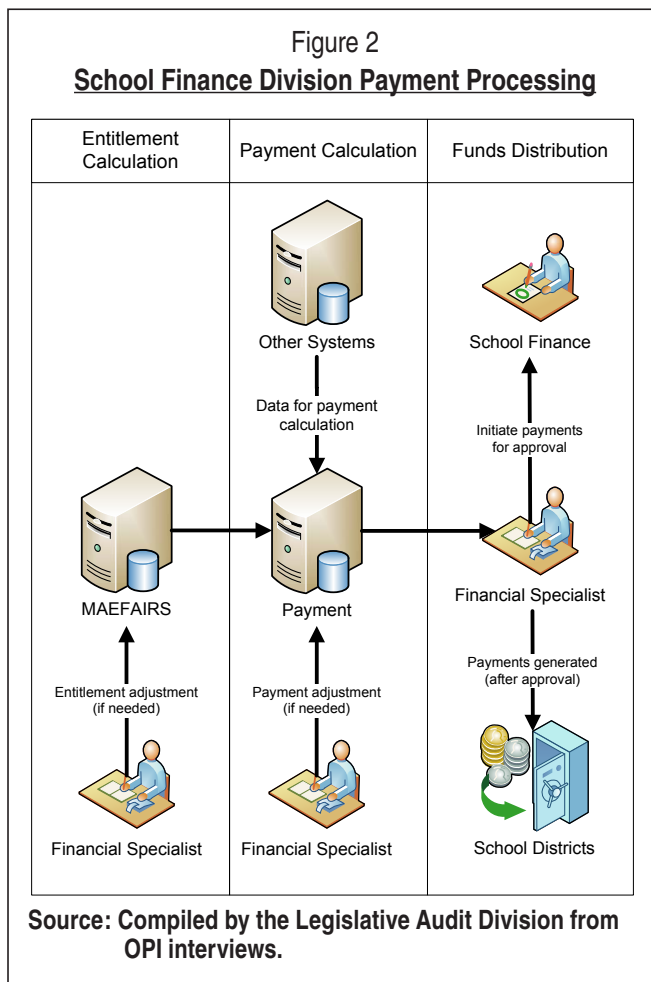 Figure 2
School Finance Division Payment Processing
Entitlement
Calculation
Payment Calculation
Funds Distribution
Other Systems
School Finance
Data for payment
calculation
Initiate payments
for approval
MAEFAIRS
Payment
Financial Specialist
Entitlement adjustment
(if needed)
Payment adjustment
(if needed)
Payments generated
(after approval)
Financial Specialist
Financial Specialist
School Districts
Source: Compiled by the Legislative Audit Division from
OPI interviews.